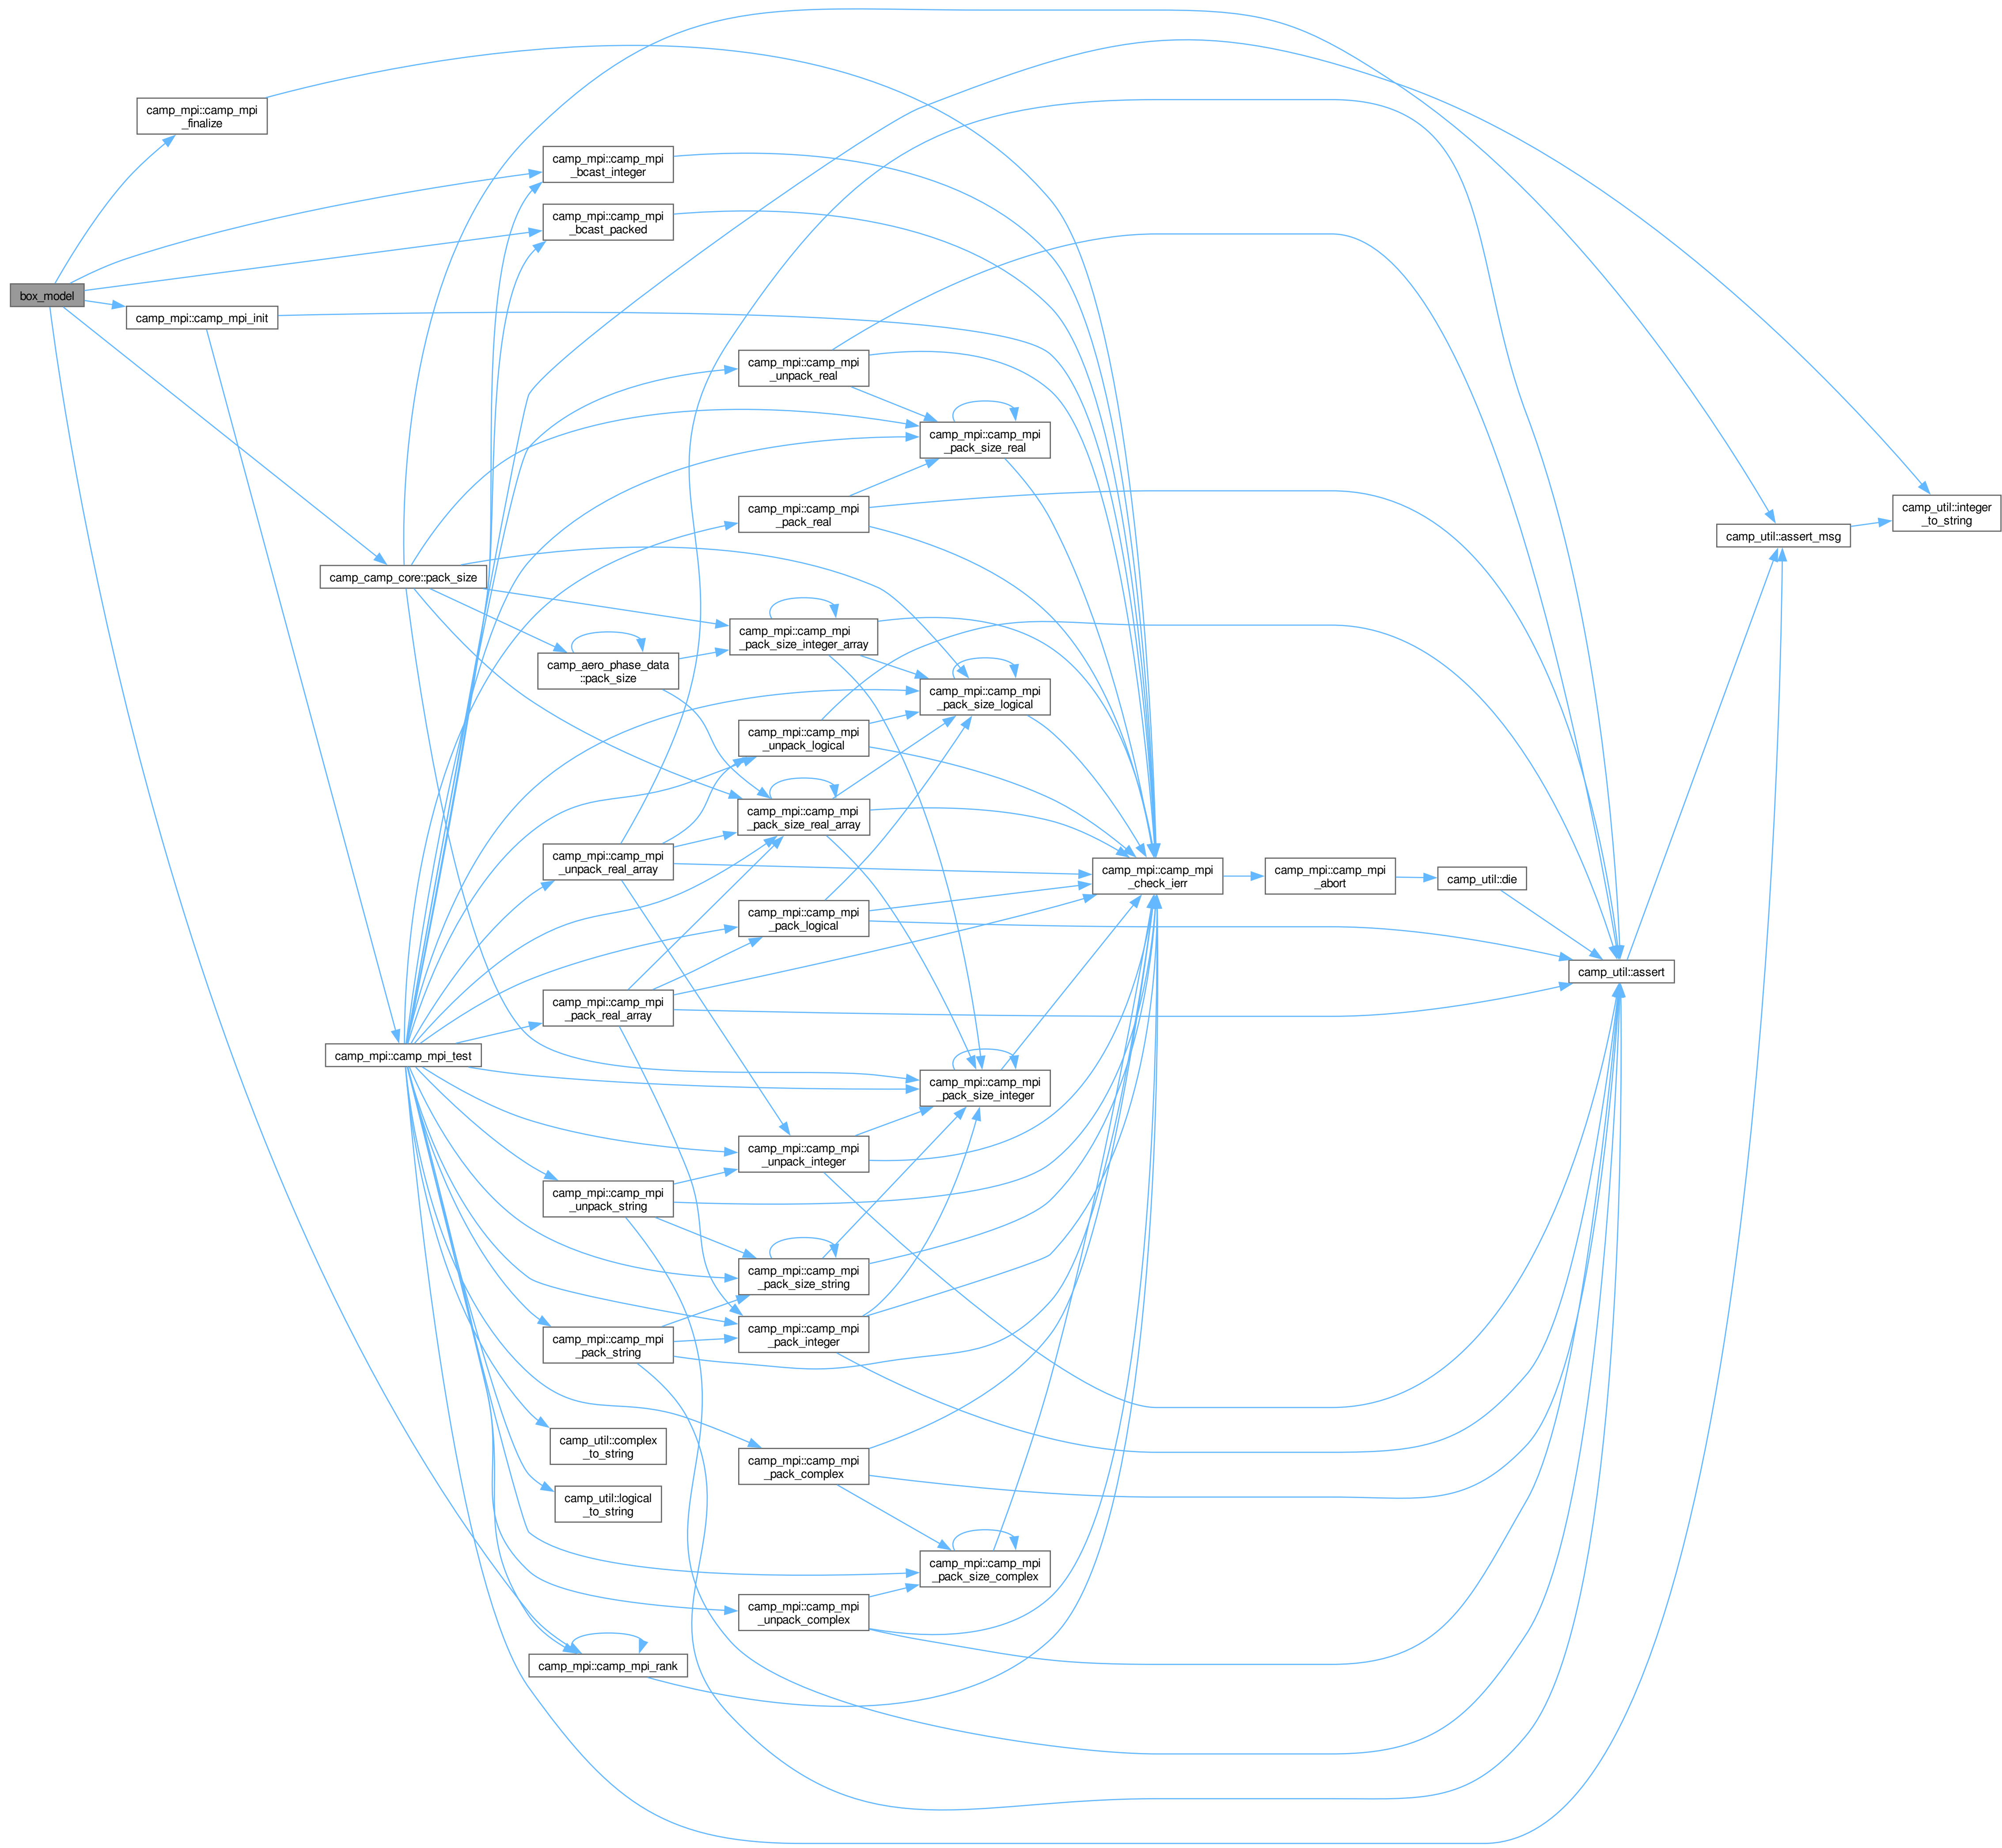 camp_mpi::camp_mpi
_finalize
camp_mpi::camp_mpi
_bcast_integer
camp_mpi::camp_mpi
_bcast_packed
box_model
camp_mpi::camp_mpi_init
camp_mpi::camp_mpi
_unpack_real
camp_mpi::camp_mpi
_pack_size_real
camp_mpi::camp_mpi
_pack_real
camp_util::integer
_to_string
camp_util::assert_msg
camp_camp_core::pack_size
camp_mpi::camp_mpi
_pack_size_integer_array
camp_aero_phase_data
::pack_size
camp_mpi::camp_mpi
_pack_size_logical
camp_mpi::camp_mpi
_unpack_logical
camp_mpi::camp_mpi
_pack_size_real_array
camp_mpi::camp_mpi
_unpack_real_array
camp_mpi::camp_mpi
_check_ierr
camp_mpi::camp_mpi
_abort
camp_util::die
camp_mpi::camp_mpi
_pack_logical
camp_util::assert
camp_mpi::camp_mpi
_pack_real_array
camp_mpi::camp_mpi_test
camp_mpi::camp_mpi
_pack_size_integer
camp_mpi::camp_mpi
_unpack_integer
camp_mpi::camp_mpi
_unpack_string
camp_mpi::camp_mpi
_pack_size_string
camp_mpi::camp_mpi
_pack_integer
camp_mpi::camp_mpi
_pack_string
camp_util::complex
_to_string
camp_mpi::camp_mpi
_pack_complex
camp_util::logical
_to_string
camp_mpi::camp_mpi
_pack_size_complex
camp_mpi::camp_mpi
_unpack_complex
camp_mpi::camp_mpi_rank